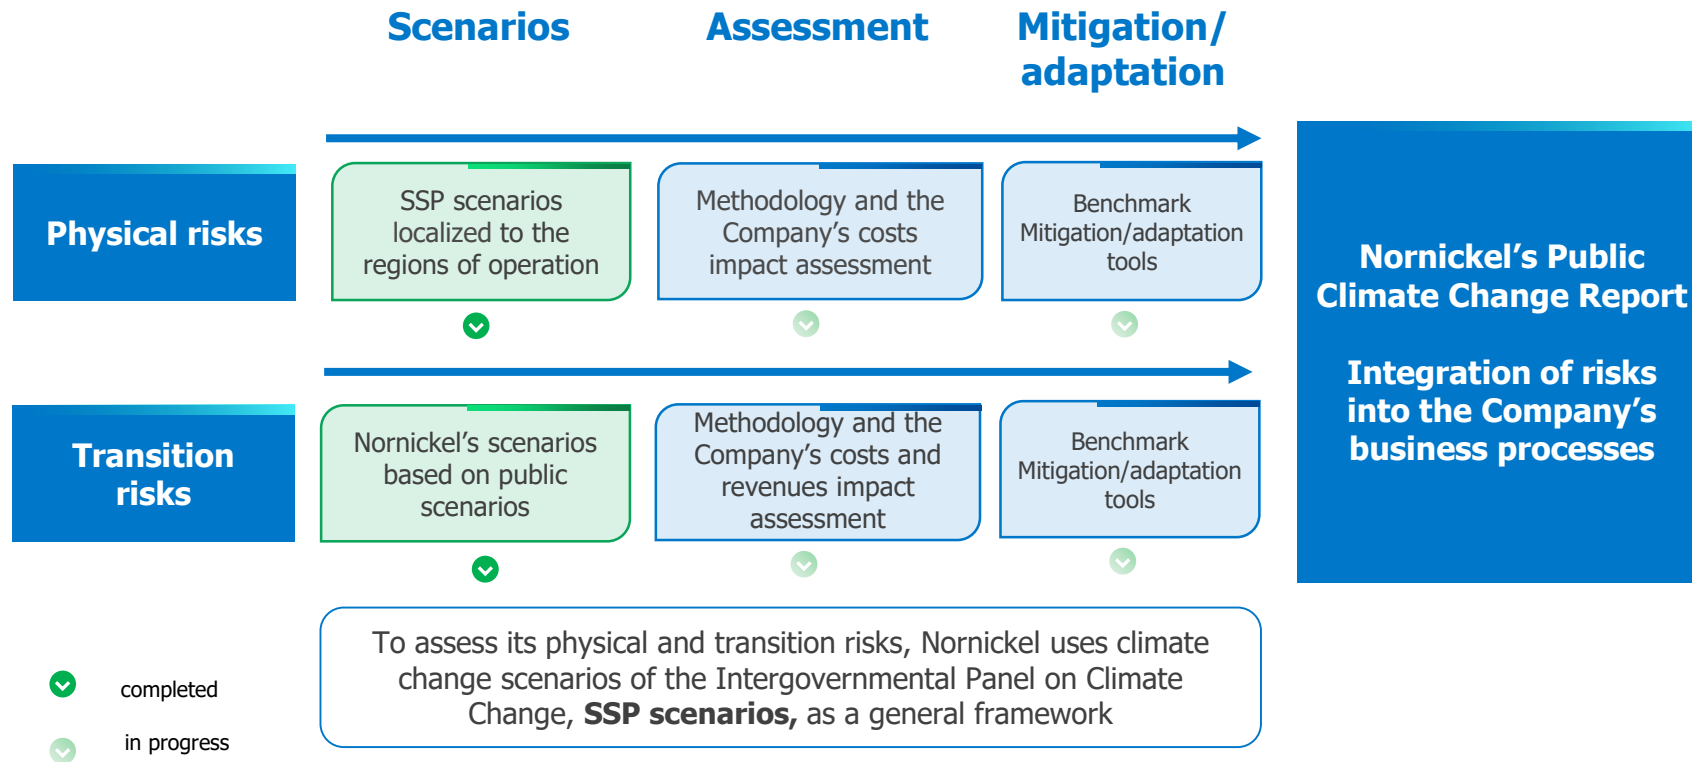 Scenarios
Assessment
Mitigation/
adaptation
Physical risks
SSP scenarios
localized to the
regions of operation
Methodology and the
Company’s costs
impact assessment
Benchmark
Mitigation/adaptation
tools
Transition
risks
Nornickel’s scenarios
based on public
scenarios
Methodology and the
Company’s costs and
revenues impact
assessment
Benchmark
Mitigation/adaptation
tools
Nornickel’s Public
Climate Change Report
Integration of risks
into the Company’s
business processes
To assess its physical and transition risks, Nornickel uses climate
change scenarios of the Intergovernmental Panel on Climate
Change, SSP scenarios, as a general framework
completed
in progress